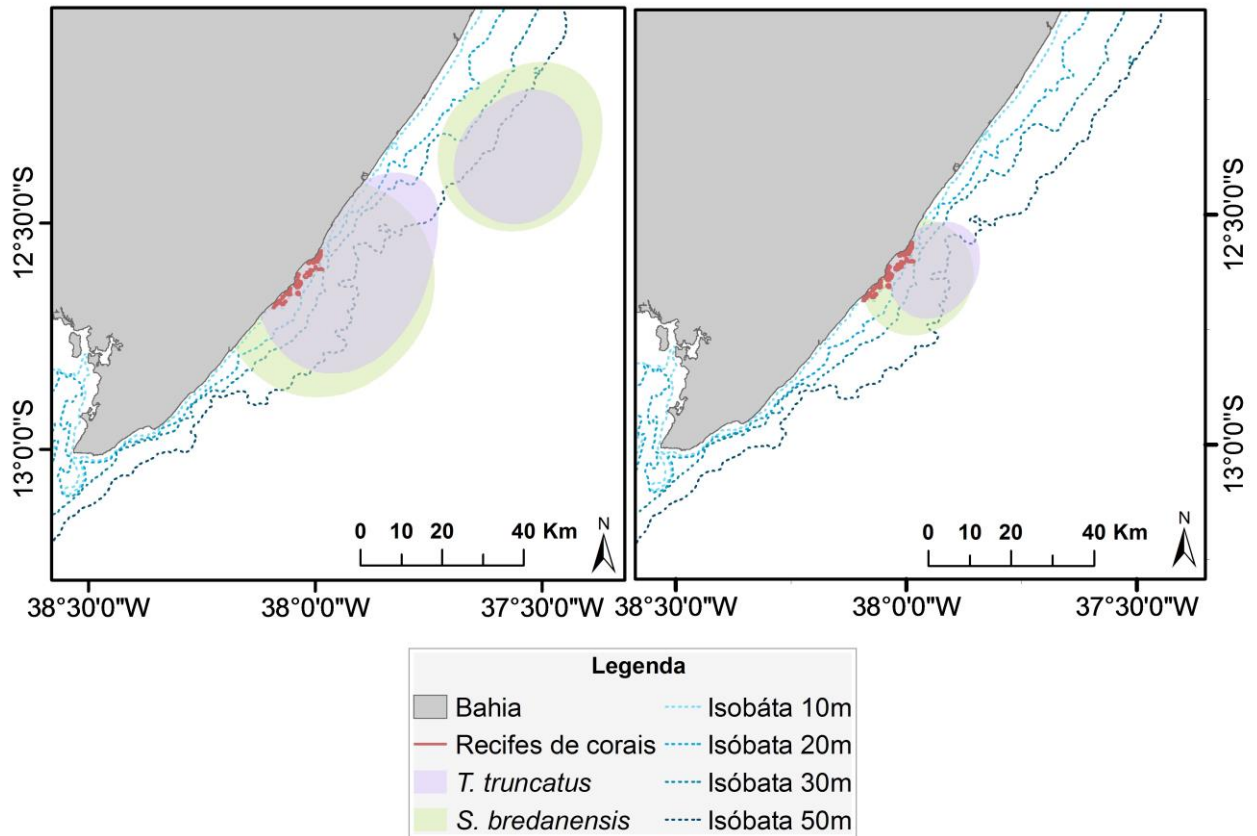 12°30'0"S
13°0'0"S
0 10 20 40 Km
N
38°30'0"W 38°0'0"W 37°30'0"W
0 10 20 40 Km
N
12°30'0"S
13°0'0"S
38°30'0"W 38°0'0"W 37°30'0"W
Legenda
Bahia
Recifes de corais
T. truncatus
S. bredanensis
Isobáta 10m
Isóbata 20m
Isóbata 30m
Isóbata 50m